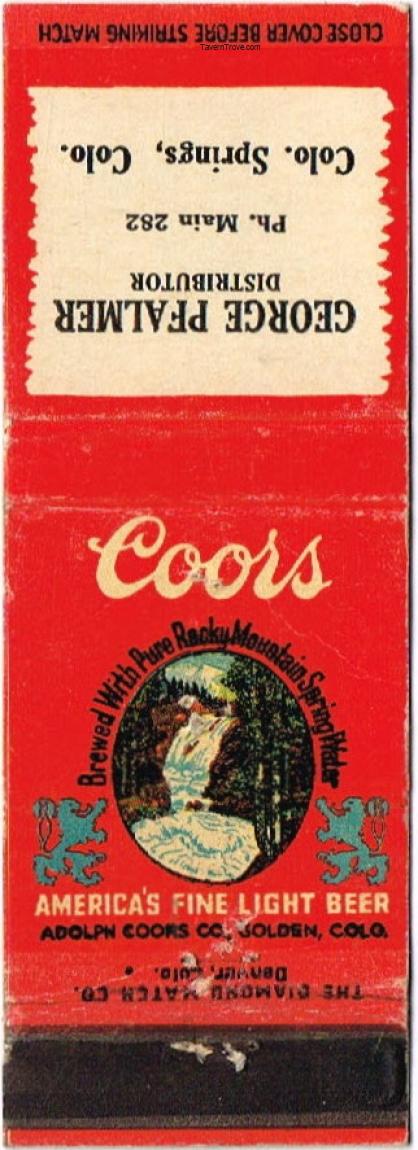 CLOSE COVER BEFORE STRIKING MATCH
TavernTrove.com
GEORGE PFALMER
DISTRIBUTOR
Ph. Main 282
Colo. Springs, Colo.
Coors
Brewed With Pure Rocky Mountain Spring Water
AMERICA'S FINE LIGHT BEER
ADOLPH COORS CO., GOLDEN, COLO.
THE DIAMOND MATCH CO.
Denver, Colo.